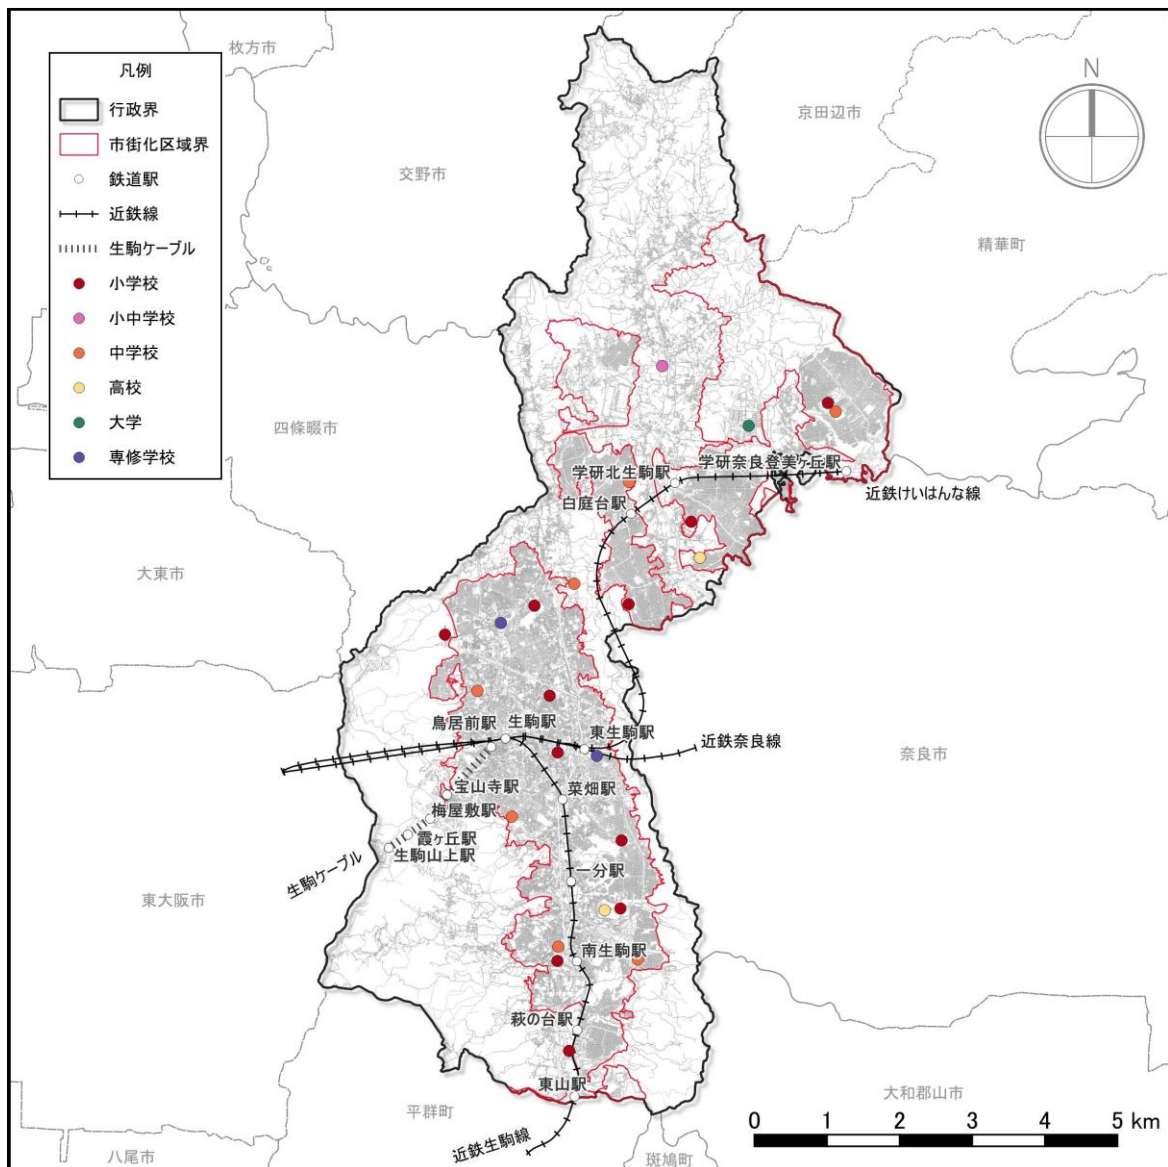 枚方市
凡例
行政界
市街化区域界
鉄道駅
近鉄線
生駒ケーブル
小学校
小中学校
中学校
高校
大学
専修学校
N
京田辺市
交野市
精華町
四條畷市
学研北生駒駅
学研奈良登美ヶ丘駅
近鉄けいはんな線
白庭台駅
大東市
鳥居前駅
生駒駅
東生駒駅
近鉄奈良線
奈良市
宝山寺駅
菜畑駅
梅屋敷駅
霞ヶ丘駅
生駒山上駅
生駒ケーブル
一分駅
東大阪市
南生駒駅
萩の台駅
東山駅
平群町
大和郡山市
近鉄生駒線
八尾市
斑鳩町
0 1 2 3 4 5 km